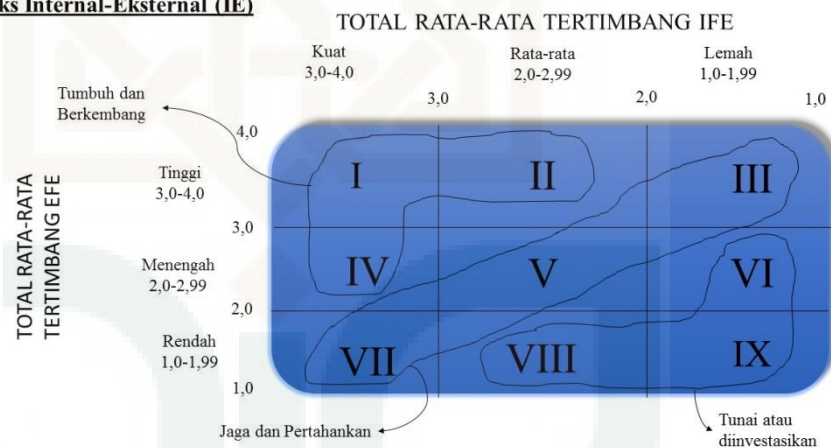 ks Internal-Eksternal (IE)
TOTAL RATA-RATA TERTIMBANG IFE
Kuat
3,0-4,0
Rata-rata
2,0-2,99
Lemah
1,0-1,99
3,0
2,0
1,0
Tumbuh dan
Berkembang
4,0
TOTAL RATA-RATA
TERTIMBANG EFE
Tinggi
3,0-4,0
I
II
III
3,0
Menengah
2,0-2,99
IV
V
VI
2,0
Rendah
1,0-1,99
VII
VIII
IX
1,0
Jaga dan Pertahankan
Tunai atau
diinvestasikan